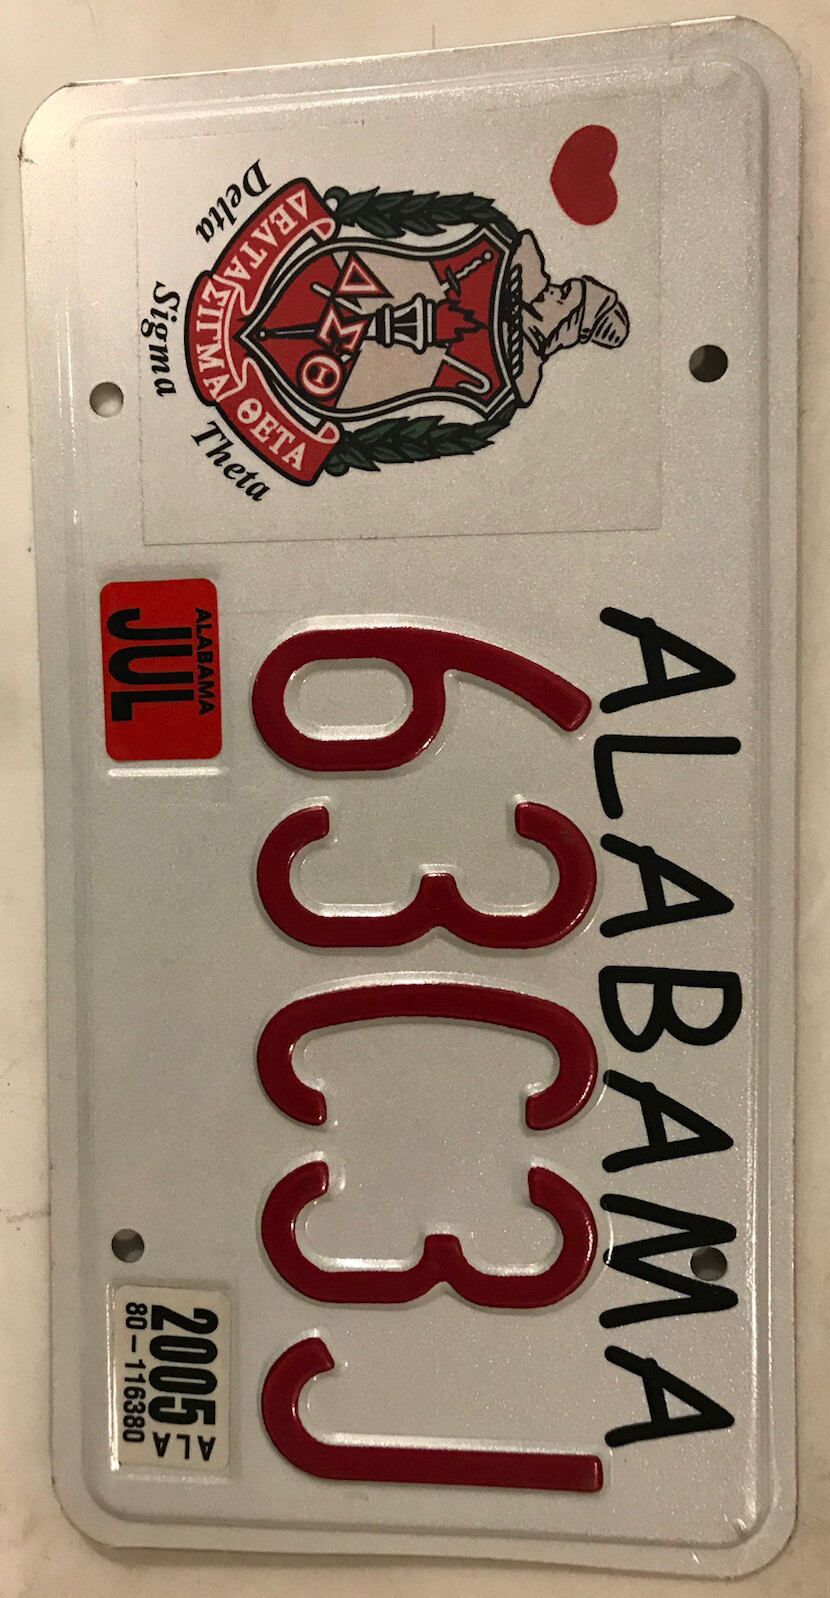 ALABAMA
63C3J
ΔΣΘ
ΔΕΛΤΑ ΣΙΓΜΑ ΘΕΤΑ
Delta Sigma Theta
ALABAMA
JUL
2005 ALA
80-116380